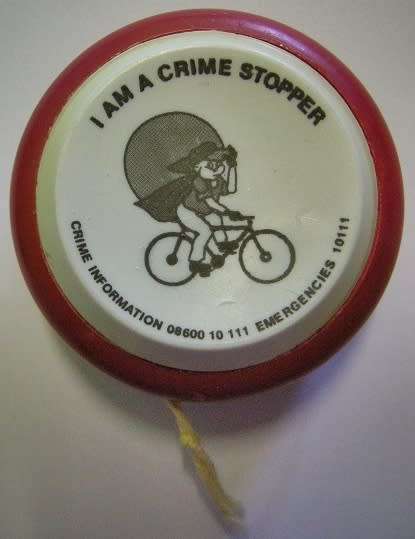 I AM A CRIME STOPPER
CRIME INFORMATION 08600 10 111 EMERGENCIES 10111